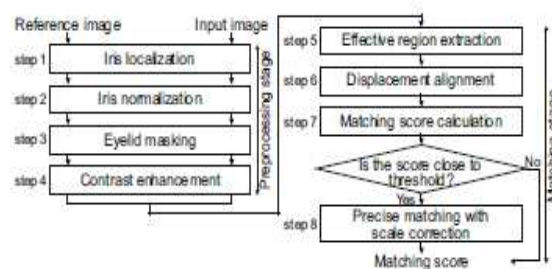 Reference image Input image
step 1 Iris localization
step 2 Iris normalization
step 3 Eyelid masking
step 4 Contrast enhancement
Preprocessing stage
step 5 Effective region extraction
step 6 Displacement alignment
step 7 Matching score calculation
Is the score close to
threshold?
No
Yes
step 8 Precise matching with
scale correction
Matching score